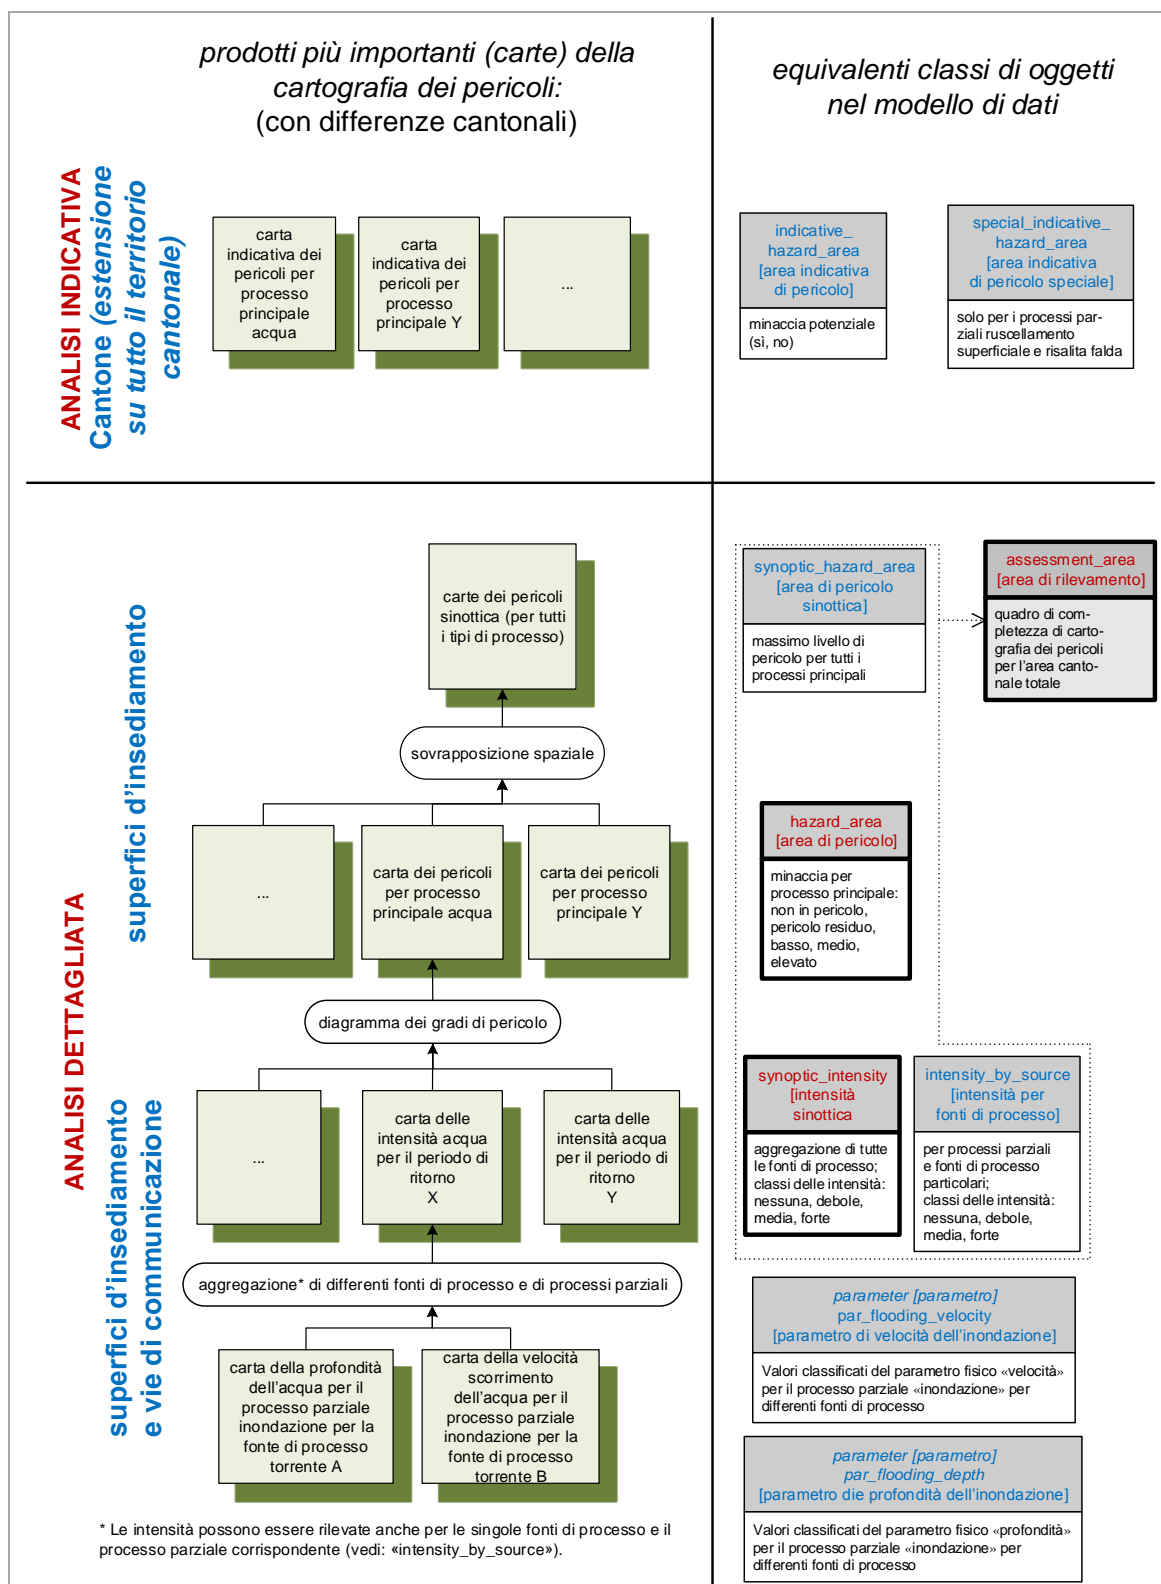 prodotti più importanti (carte) della
cartografia dei pericoli:
(con differenze cantonali)
equivalenti classi di oggetti
nel modello di dati
ANALISI INDICATIVA
Cantone (estensione
su tutto il territorio
cantonale)
carta
indicativa dei
pericoli per
processo
principale
acqua
carta
indicativa dei
pericoli per
processo
principale Y
...
indicative_
hazard_area
[area indicativa
di pericolo]
minaccia potenziale
(sì, no)
special_indicative_
hazard_area
[area indicativa
di pericolo speciale]
solo per i processi par-
ziali ruscellamento
superficiale e risalita falda
ANALISI DETTAGLIATA
superfici d'insediamento
carte dei pericoli
sinottica (per tutti
i tipi di processo)
sovrapposizione spaziale
...
carta dei pericoli
per processo
principale acqua
carta dei pericoli
per processo
principale Y
diagramma dei gradi di pericolo
synoptic_hazard_area
[area di pericolo
sinottica]
massimo livello di
pericolo per tutti i
processi principali
assessment_area
[area di rilevamento]
quadro di com-
pletezza di carto-
grafia dei pericoli
per l'area canto-
nale totale
hazard_area
[area di pericolo]
minaccia per
processo principale:
non in pericolo,
pericolo residuo,
basso, medio,
elevato
superfici d'insediamento
e vie di communicazione
...
carta delle
intensità acqua
per il periodo di
ritorno
X
carta delle
intensità acqua
per il periodo di
ritorno
Y
aggregazione* di differenti fonti di processo e di processi parziali
carta della profondità
dell'acqua per il
processo parziale
inondazione per la
fonte di processo
torrente A
carta della velocità
scorrimento
dell'acqua per il
processo parziale
inondazione per la
fonte di processo
torrente B
* Le intensità possono essere rilevate anche per le singole fonti di processo e il
processo parziale corrispondente (vedi: «intensity_by_source»).
synoptic_intensity
[intensità
sinottica
aggregazione di tutte
le fonti di processo;
classi delle intensità:
nessuna, debole,
media, forte
intensity_by_source
[intensità per
fonti di processo]
per processi parziali
e fonti di processo
particolari;
classi delle intensità:
nessuna, debole,
media, forte
parameter [parametro]
par_flooding_velocity
[parametro di velocità dell'inondazione]
Valori classificati del parametro fisico «velocità»
per il processo parziale «inondazione» per
differenti fonti di processo
parameter [parametro]
par_flooding_depth
[parametro die profondità dell'inondazione]
Valori classificati del parametro fisico «profondità»
per il processo parziale «inondazione» per
differenti fonti di processo